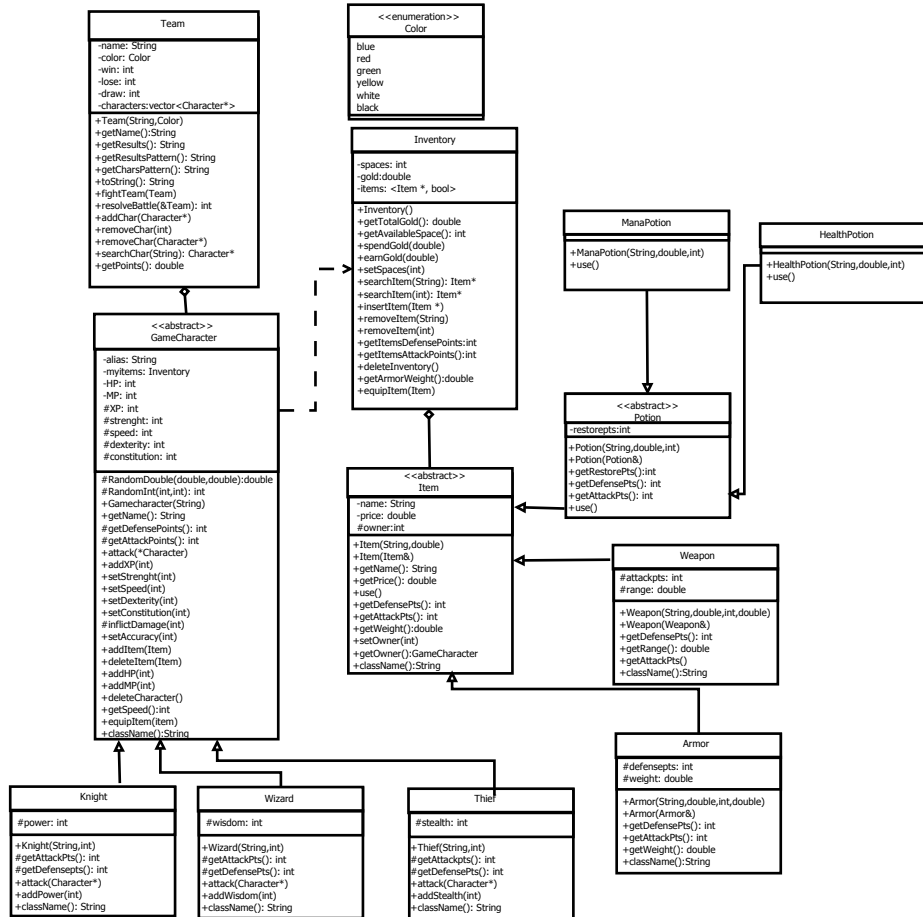 Team
-name: String
-color: Color
-win: int
-lose: int
-draw: int
-characters:vector<Character*>
+Team(String,Color)
+getName():String
+getResults(): String
+getResultsPattern(): String
+getCharsPattern(): String
+toString(): String
+fightTeam(Team)
+resolveBattle(&Team): int
+addChar(Character*)
+removeChar(int)
+removeChar(Character*)
+searchChar(String): Character*
+getPoints(): double
<<enumeration>>
Color
blue
red
green
yellow
white
black
Inventory
-spaces: int
-gold:double
-items: <Item *, bool>
+Inventory()
+getTotalGold(): double
+getAvailableSpace(): int
+spendGold(double)
+earnGold(double)
+setSpaces(int)
+searchItem(String): Item*
+searchItem(int): Item*
+insertItem(Item *)
+removeItem(String)
+removeItem(int)
+getItemsDefensePoints:int
+getItemsAttackPoints():int
+deleteInventory()
+getArmorWeight():double
+equipItem(Item)
ManaPotion
+ManaPotion(String,double,int)
+use()
HealthPotion
+HealthPotion(String,double,int)
+use()
<<abstract>>
GameCharacter
-alias: String
-myitems: Inventory
-HP: int
-MP: int
#XP: int
#strenght: int
#speed: int
#dexterity: int
#constitution: int
#RandomDouble(double,double):double
#RandomInt(int,int): int
+Gamecharacter(String)
+getName(): String
#getDefensePoints(): int
#getAttackPoints(): int
+attack(*Character)
+addXP(int)
+setStrenght(int)
+setSpeed(int)
+setDexterity(int)
+setConstitution(int)
#inflictDamage(int)
+setAccuracy(int)
+addItem(Item)
+deleteItem(Item)
+addHP(int)
+addMP(int)
+deleteCharacter()
+getSpeed():int
+equipItem(item)
+className():String
<<abstract>>
Potion
-restorepts:int
+Potion(String,double,int)
+Potion(Potion&)
+getRestorePts():int
+getDefensePts(): int
+getAttackPts(): int
+use()
<<abstract>>
Item
-name: String
-price: double
#owner:int
+Item(String,double)
+Item(Item&)
+getName(): String
+getPrice(): double
+use()
+getDefensePts(): int
+getAttackPts(): int
+getWeight():double
+setOwner(int)
+getOwner():GameCharacter
+className():String
Weapon
#attackpts: int
#range: double
+Weapon(String,double,int,double)
+Weapon(Weapon&)
+getDefensePts(): int
+getRange(): double
+getAttackPts()
+className():String
Armor
#defensepts: int
#weight: double
+Armor(String,double,int,double)
+Armor(Armor&)
+getDefensePts(): int
+getAttackPts(): int
+getWeight(): double
+className():String
Knight
#power: int
+Knight(String,int)
#getAttackPts(): int
#getDefensepts(): int
+attack(Character*)
+addPower(int)
+className(): String
Wizard
#wisdom: int
+Wizard(String,int)
#getAttackPts(): int
#getDefensePts(): int
+attack(Character*)
+addWisdom(int)
+className(): String
Thief
#stealth: int
+Thief(String,int)
#getAttackpts(): int
#getDefensePts(): int
+attack(Character*)
+addStealth(int)
+className(): String